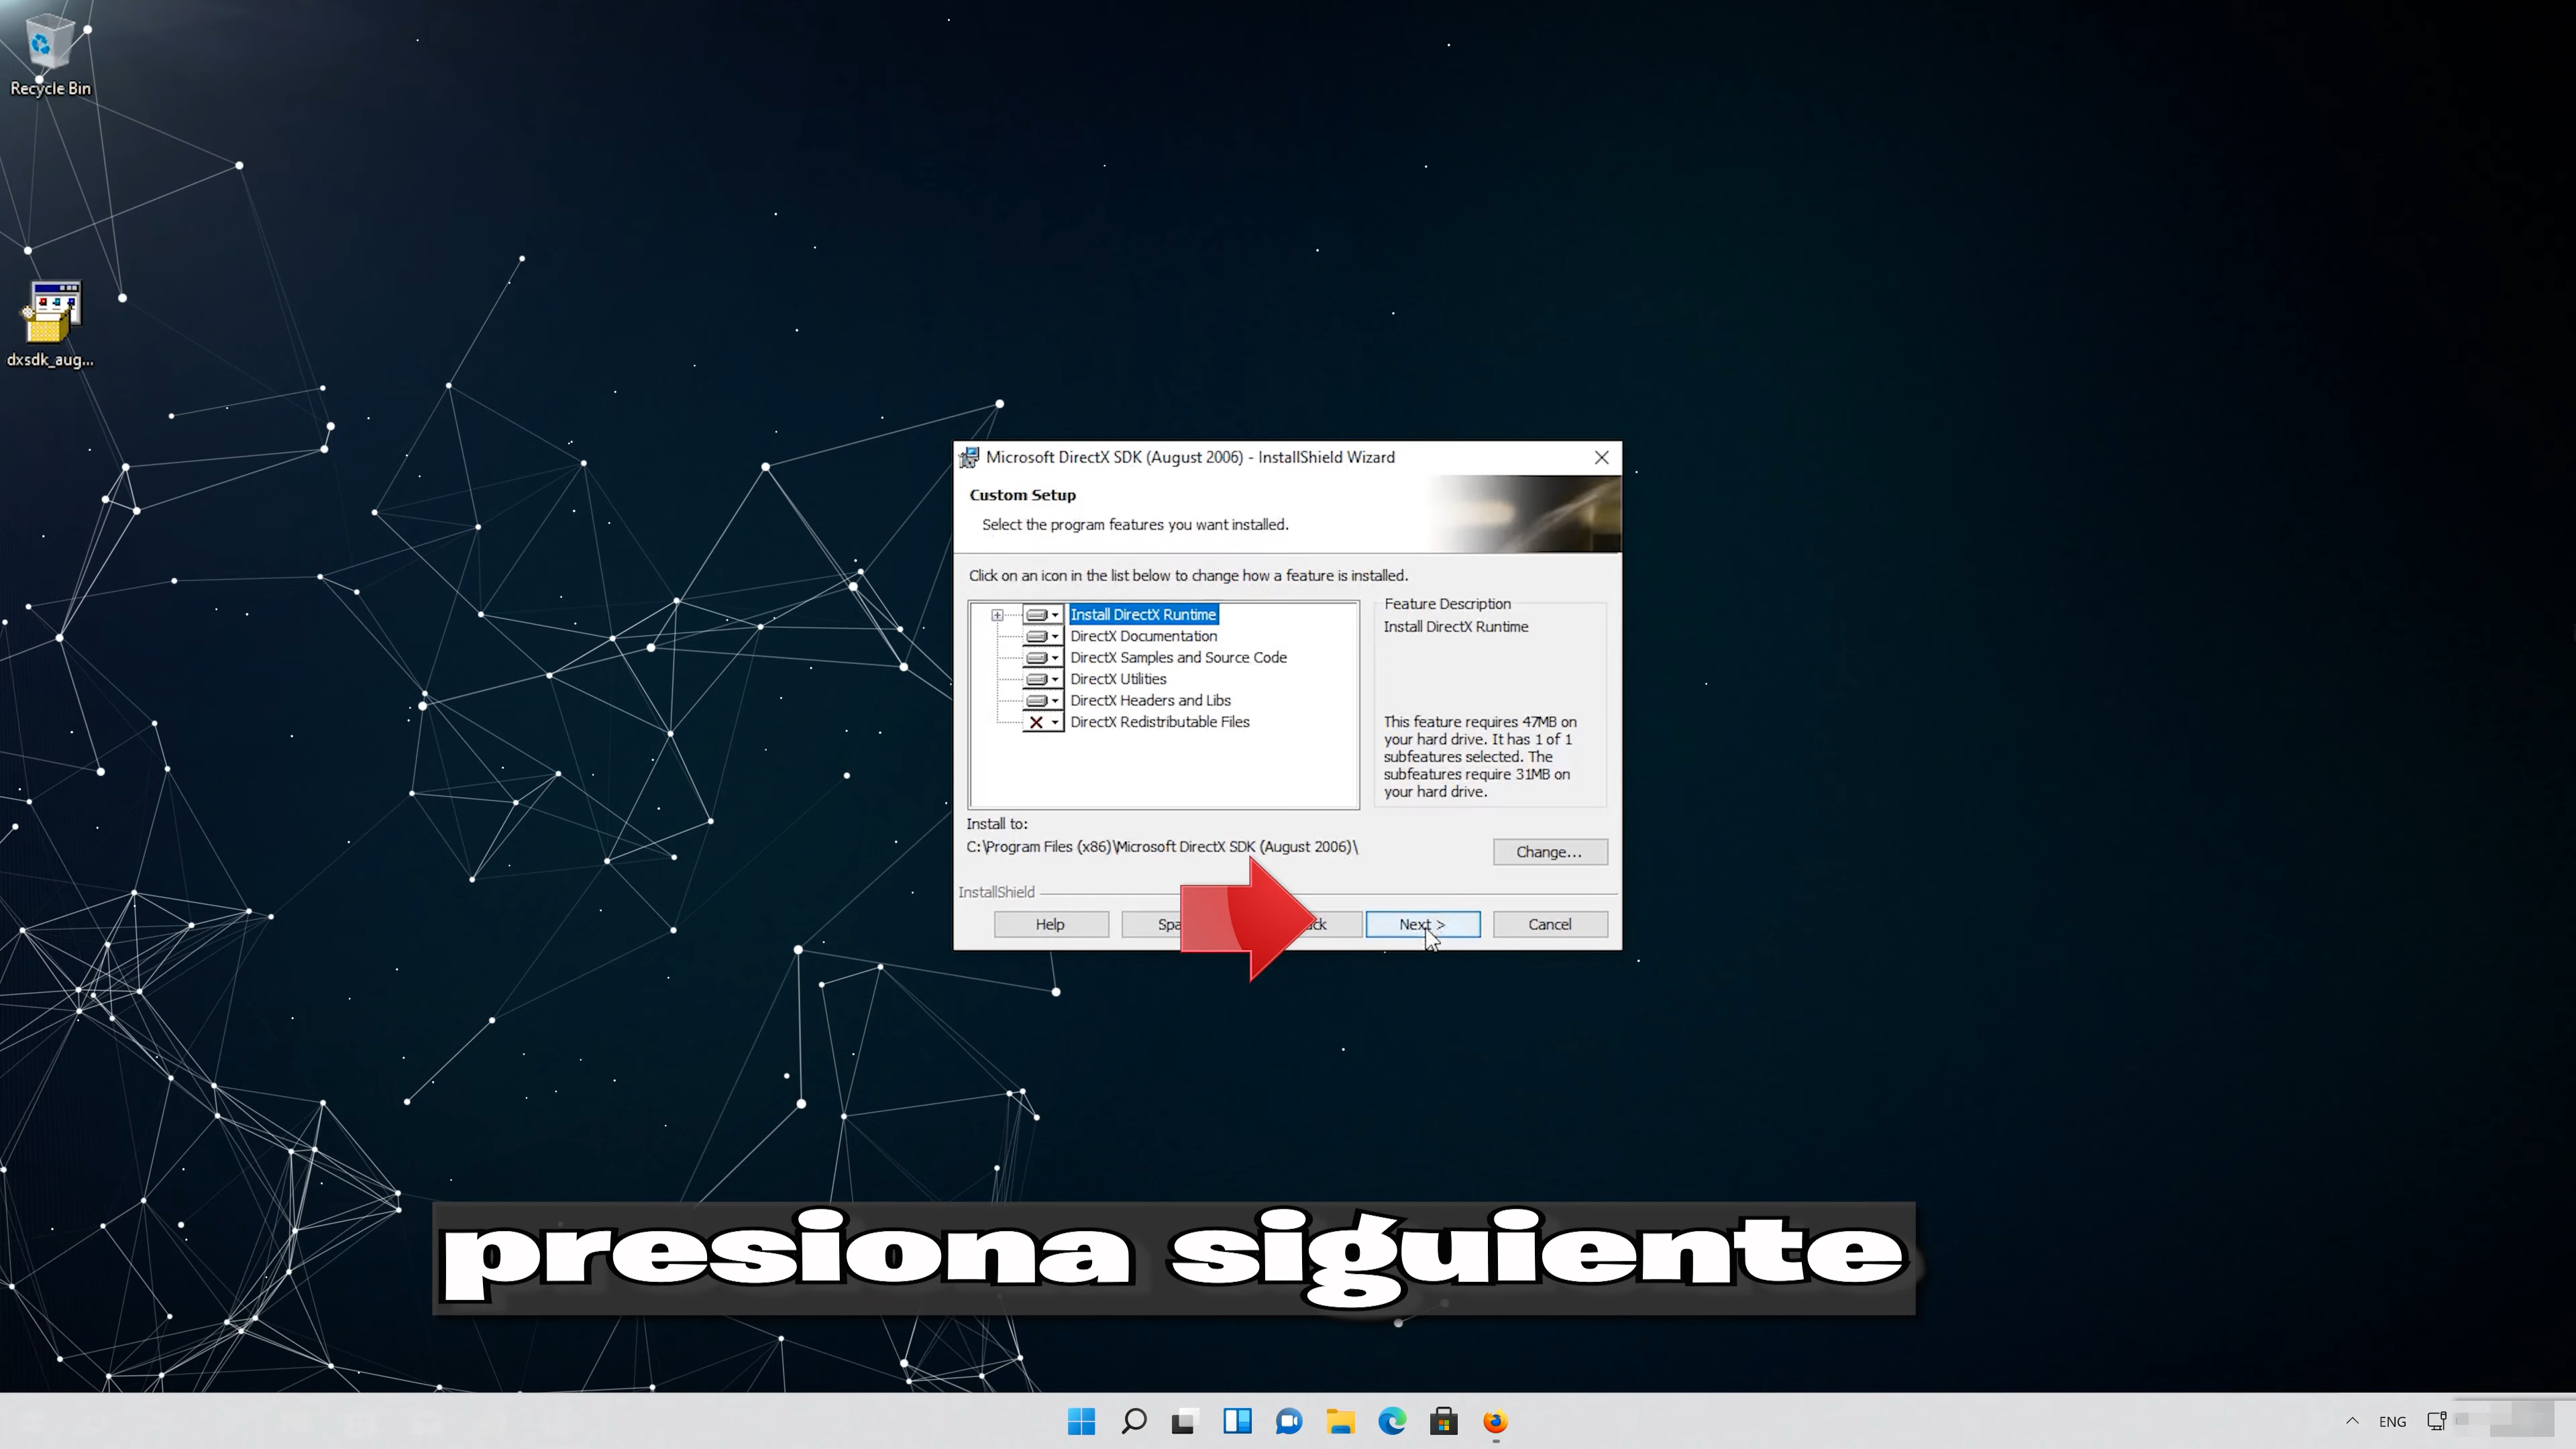 Recycle Bin
dxsdk_aug...
Microsoft DirectX SDK (August 2006) - InstallShield Wizard
Custom Setup
Select the program features you want installed.
Click on an icon in the list below to change how a feature is installed.
Install DirectX Runtime
DirectX Documentation
DirectX Samples and Source Code
DirectX Utilities
DirectX Headers and Libs
DirectX Redistributable Files
Feature Description
Install DirectX Runtime
This feature requires 47MB on
your hard drive. It has 1 of 1
subfeatures selected. The
subfeatures require 31MB on
your hard drive.
Install to:
C:\Program Files (x86)\Microsoft DirectX SDK (August 2006)\
Change...
InstallShield
Help
Next >
Cancel
presiona siguiente
ENG